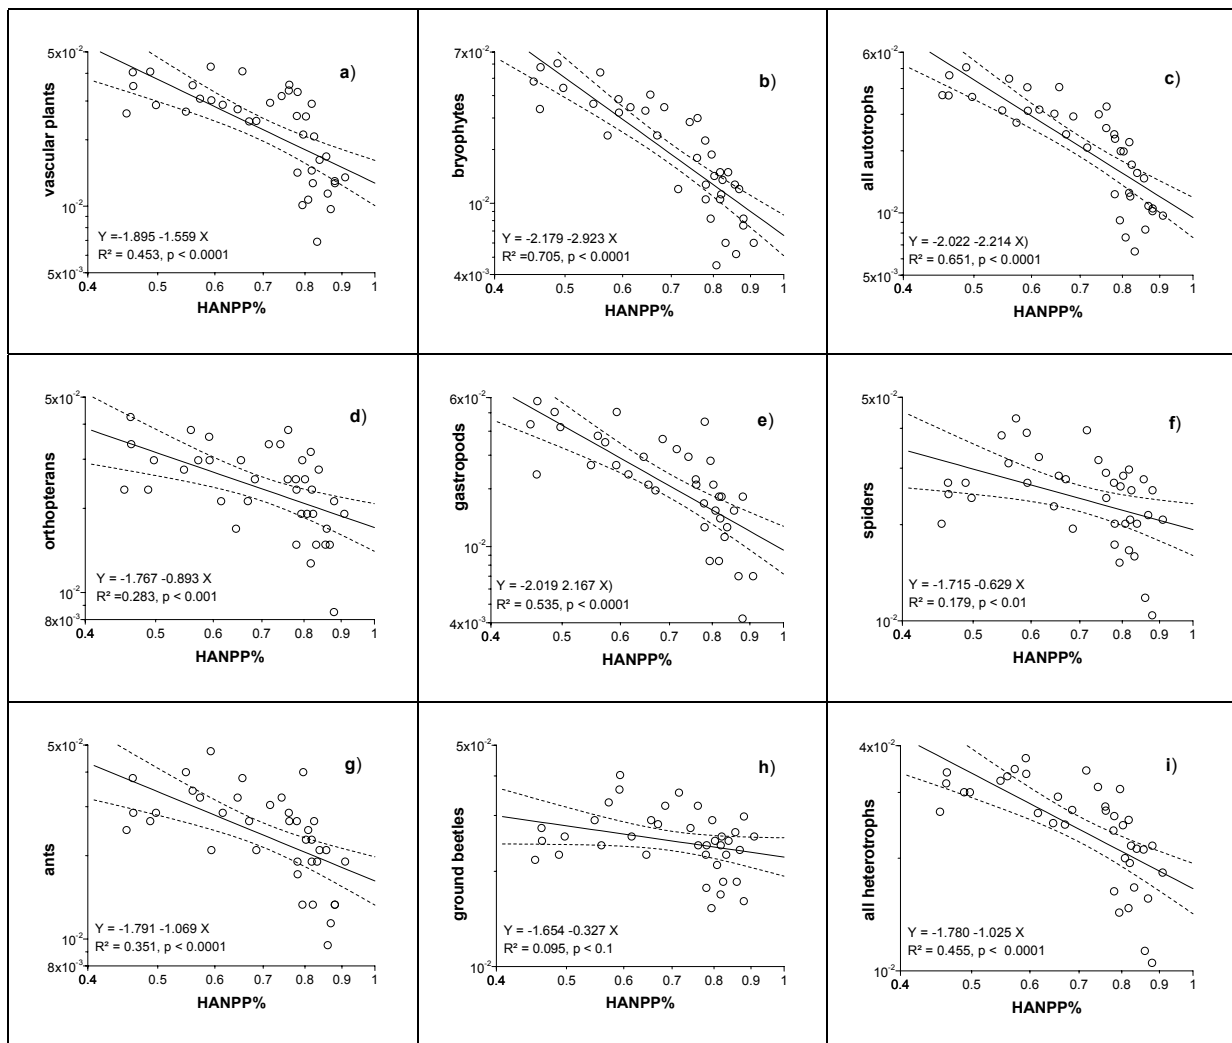 a)
5x10⁻²
10⁻²
5x10⁻³
vascular plants
Y =-1.895 -1.559 X
R² = 0.453, p < 0.0001
0.4 0.5 0.6 0.7 0.8 0.9 1
HANPP%
b)
7x10⁻²
10⁻²
4x10⁻³
bryophytes
Y = -2.179 -2.923 X
R² =0.705, p < 0.0001
0.4 0.5 0.6 0.7 0.8 0.9 1
HANPP%
c)
5x10⁻²
10⁻²
5x10⁻³
all autotrophs
Y = -2.022 -2.214 X)
R² = 0.651, p < 0.0001
0.4 0.5 0.6 0.7 0.8 0.9 1
HANPP%
d)
5x10⁻²
10⁻²
8x10⁻³
orthopterans
Y = -1.767 -0.893 X
R² =0.283, p < 0.001
0.4 0.5 0.6 0.7 0.8 0.9 1
HANPP%
e)
6x10⁻²
10⁻²
4x10⁻³
gastropods
Y = -2.019 2.167 X)
R² = 0.535, p < 0.0001
0.4 0.5 0.6 0.7 0.8 0.9 1
HANPP%
f)
5x10⁻²
10⁻²
spiders
Y = -1.715 -0.629 X
R² = 0.179, p < 0.01
0.4 0.5 0.6 0.7 0.8 0.9 1
HANPP%
g)
5x10⁻²
10⁻²
8x10⁻³
ants
Y = -1.791 -1.069 X
R² = 0.351, p < 0.0001
0.4 0.5 0.6 0.7 0.8 0.9 1
HANPP%
h)
5x10⁻²
10⁻²
ground beetles
Y = -1.654 -0.327 X
R² = 0.095, p < 0.1
0.4 0.5 0.6 0.7 0.8 0.9 1
HANPP%
i)
4x10⁻²
10⁻²
all heterotrophs
Y = -1.780 -1.025 X
R² = 0.455, p < 0.0001
0.4 0.5 0.6 0.7 0.8 0.9 1
HANPP%